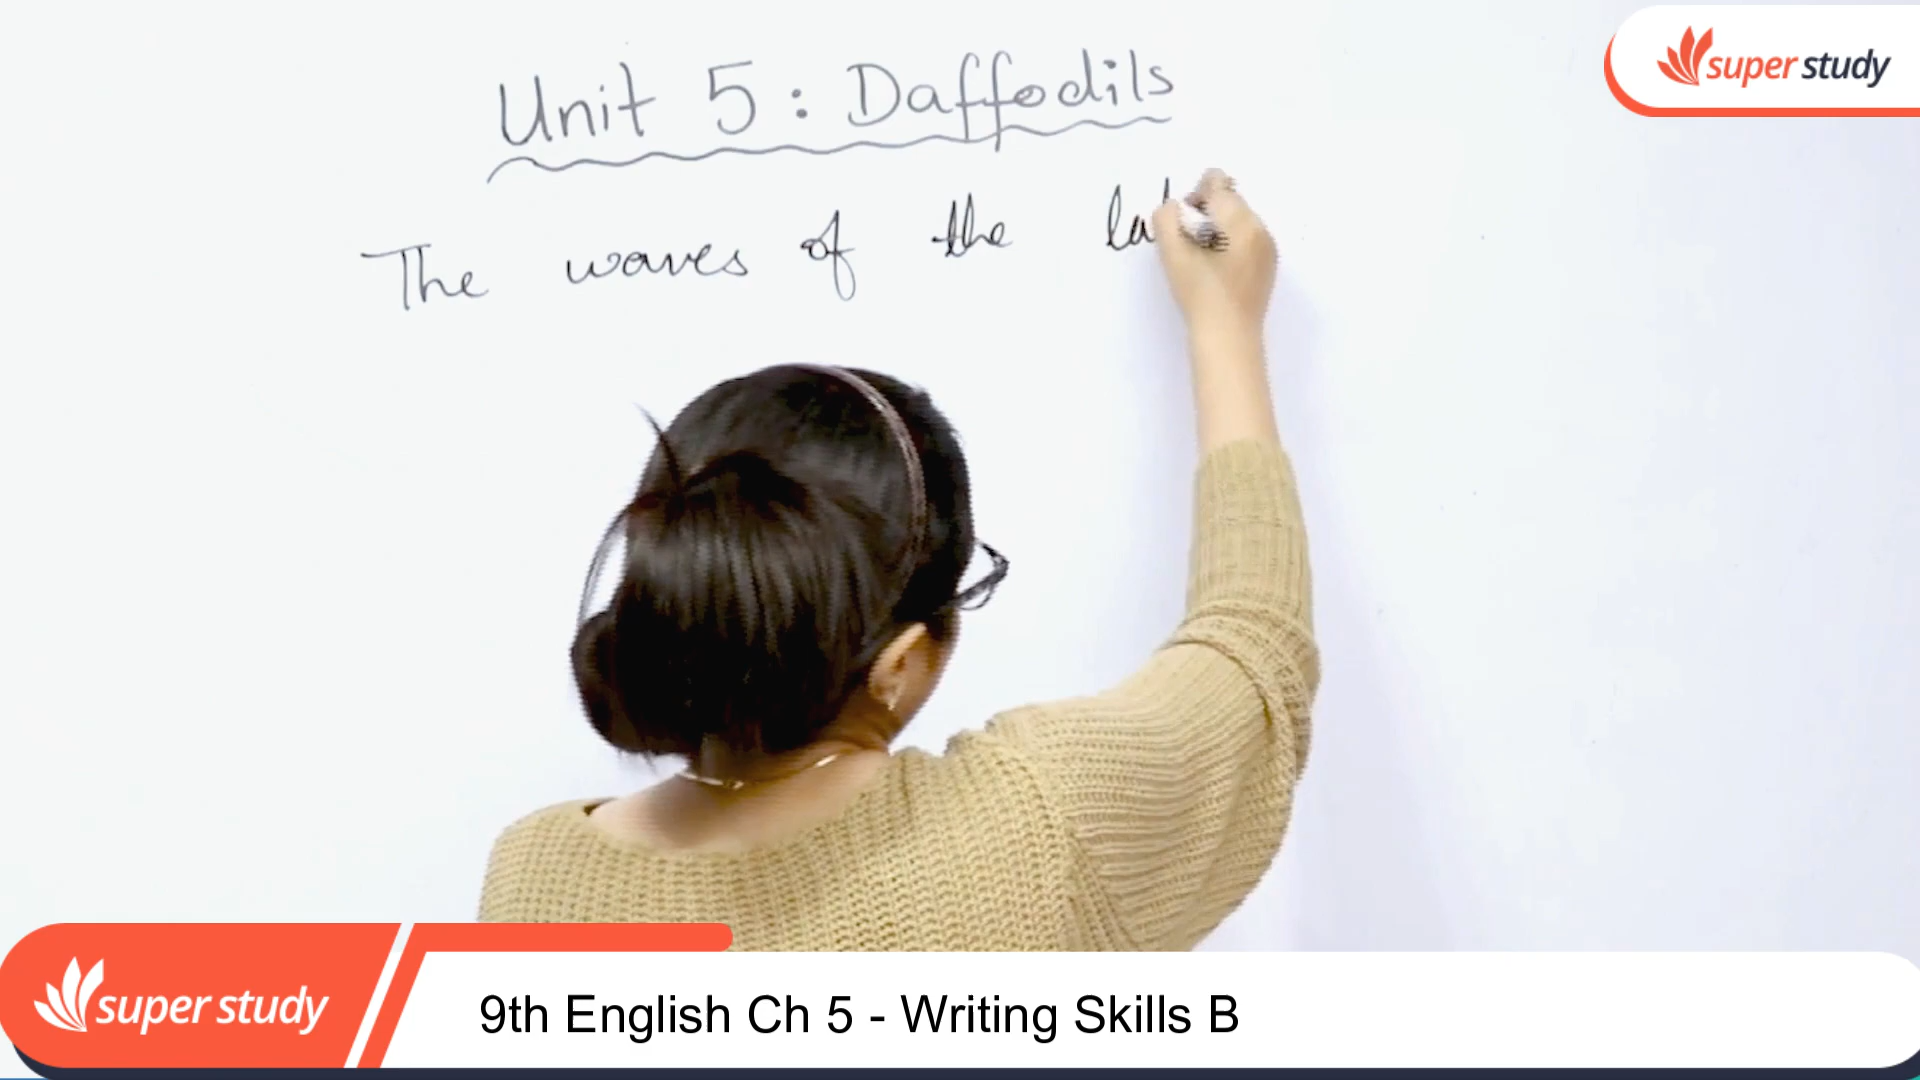 Unit 5 : Daffodils
super study
The waves of the
super study
9th English Ch 5 - Writing Skills B